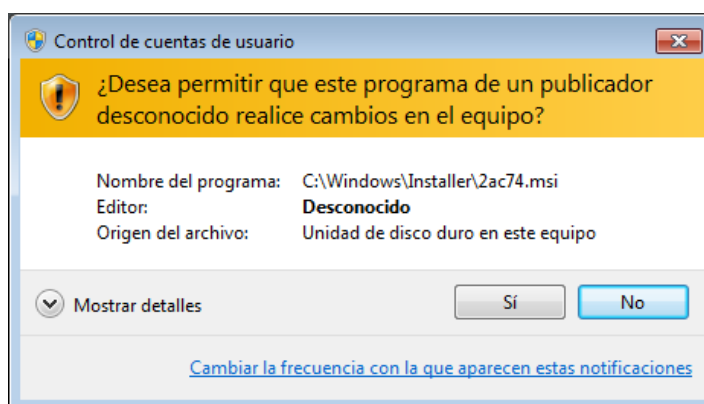 Control de cuentas de usuario
¿Desea permitir que este programa de un publicador
desconocido realice cambios en el equipo?
Nombre del programa: C:\Windows\Installer\2ac74.msi
Editor: Desconocido
Origen del archivo: Unidad de disco duro en este equipo
Mostrar detalles Sí No
Cambiar la frecuencia con la que aparecen estas notificaciones